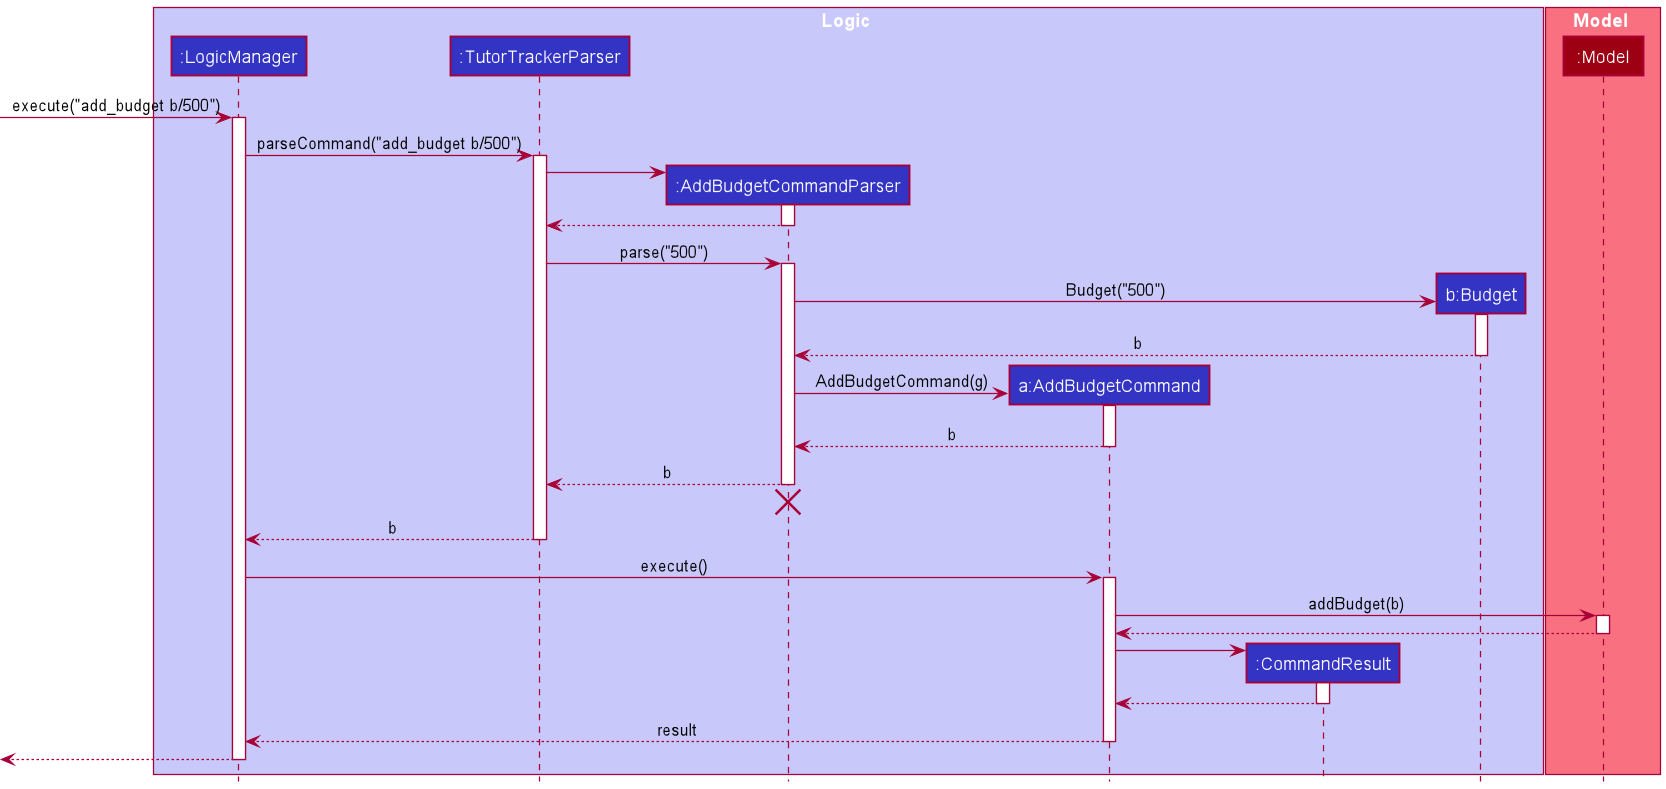 Logic
Model
:LogicManager
:TutorTrackerParser
:Model
execute("add_budget b/500")
parseCommand("add_budget b/500")
:AddBudgetCommandParser
parse("500")
Budget("500")
b:Budget
b
AddBudgetCommand(g)
a:AddBudgetCommand
b
b
b
execute()
addBudget(b)
:CommandResult
result